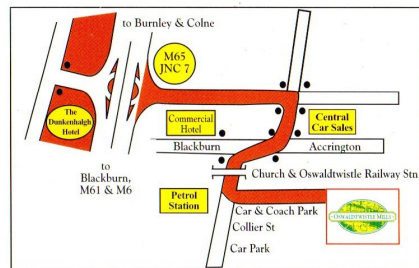 to Burnley & Colne
M65
JNC 7
The
Dunkenhalgh
Hotel
Commercial
Hotel
Central
Car Sales
Blackburn
Accrington
to
Blackburn,
M61 & M6
Church & Oswaldtwistle Railway Stn
Petrol
Station
Car & Coach Park
Collier St
Car Park
OSWALDTWISTLE MILLS